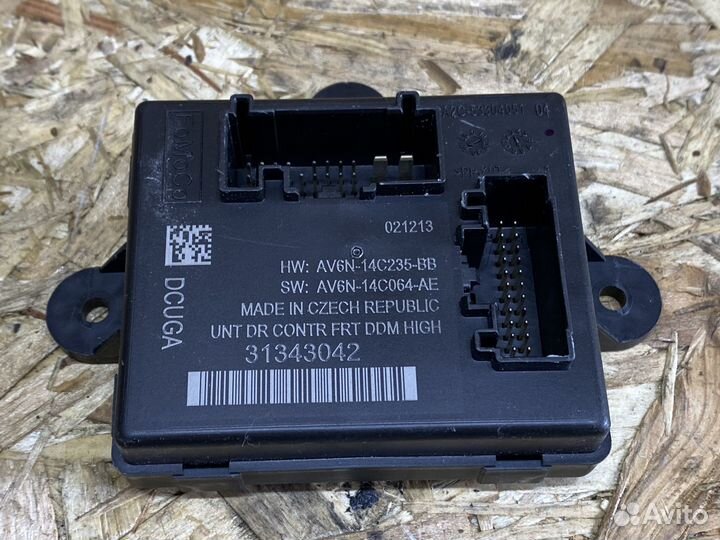 FoMoCo
021213
HW: AV6N-14C235-BB
SW: AV6N-14C064-AE
MADE IN CZECH REPUBLIC
UNT DR CONTR FRT DDM HIGH
31343042
DCUGA
Avito